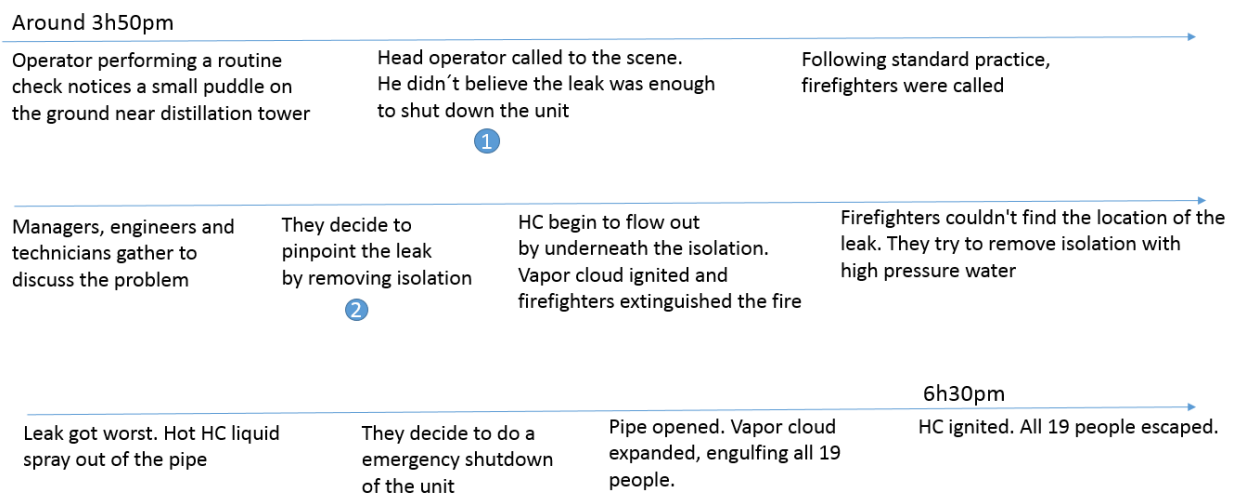 Around 3h50pm
Operator performing a routine
check notices a small puddle on
the ground near distillation tower
Head operator called to the scene.
He didn´t believe the leak was enough
to shut down the unit
1
Following standard practice,
firefighters were called
Managers, engineers and
technicians gather to
discuss the problem
They decide to
pinpoint the leak
by removing isolation
2
HC begin to flow out
by underneath the isolation.
Vapor cloud ignited and
firefighters extinguished the fire
Firefighters couldn't find the location of the
leak. They try to remove isolation with
high pressure water
Leak got worst. Hot HC liquid
spray out of the pipe
They decide to do a
emergency shutdown
of the unit
Pipe opened. Vapor cloud
expanded, engulfing all 19
people.
6h30pm
HC ignited. All 19 people escaped.